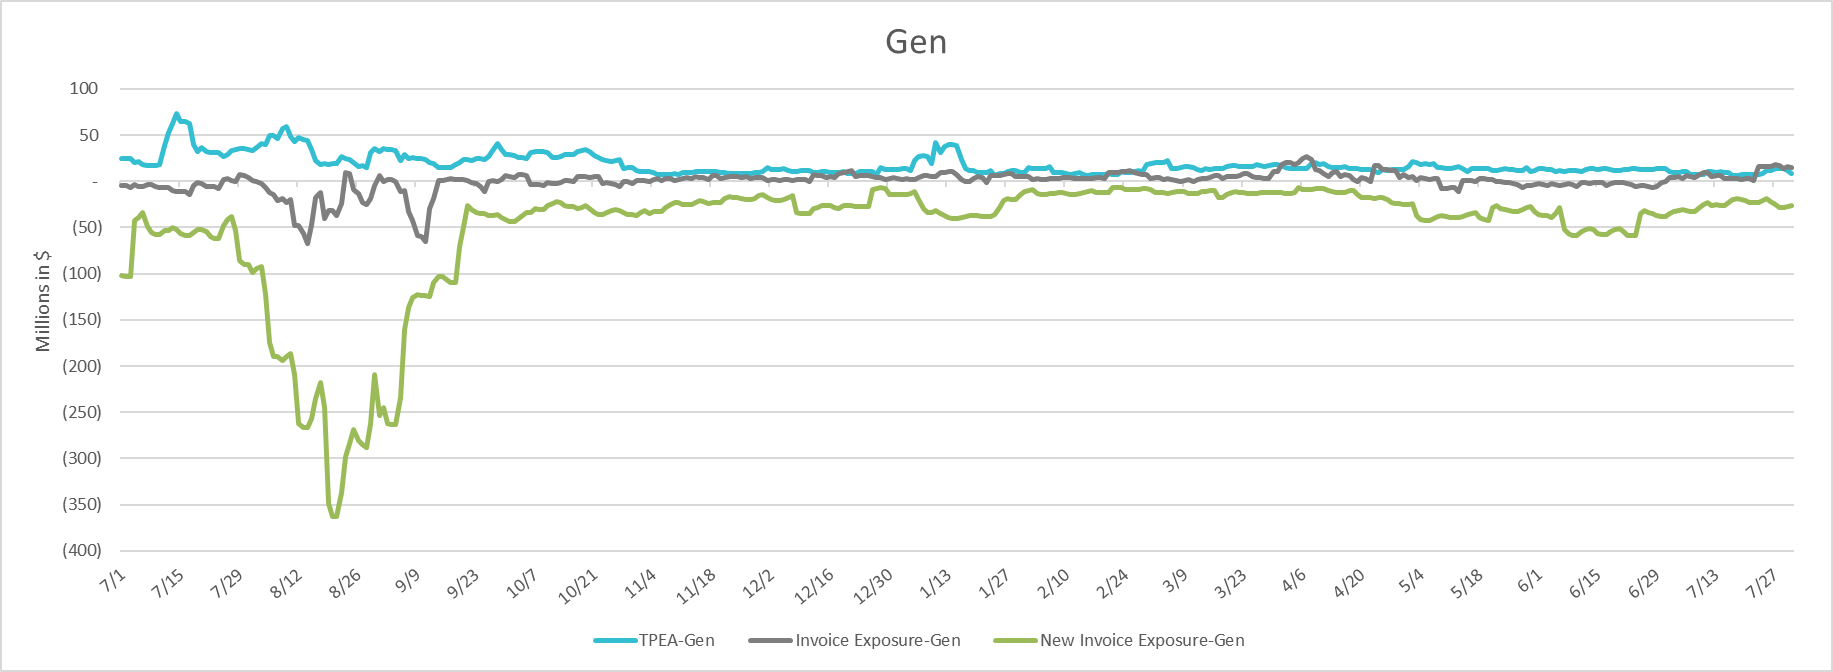 Gen
Millions in $
100
50
-
(50)
(100)
(150)
(200)
(250)
(300)
(350)
(400)
7/1 7/15 7/29 8/12 8/26 9/9 9/23 10/7 10/21 11/4 11/18 12/2 12/16 12/30 1/13 1/27 2/10 2/24 3/9 3/23 4/6 4/20 5/4 5/18 6/1 6/15 6/29 7/13 7/27
TPEA-Gen Invoice Exposure-Gen New Invoice Exposure-Gen